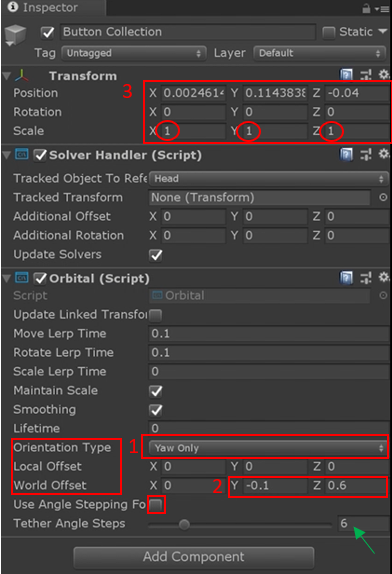 Inspector
Button Collection Static
Tag Untagged Layer Default
Transform
3
Position X 0.0024614 Y 0.1143838 Z -0.04
Rotation X 0 Y 0 Z 0
Scale X 1 Y 1 Z 1
Solver Handler (Script)
Tracked Object To Refe Head
Tracked Transform None (Transform)
Additional Offset X 0 Y 0 Z 0
Additional Rotation X 0 Y 0 Z 0
Update Solvers
Orbital (Script)
Script Orbital
Update Linked Transfor
Move Lerp Time 0.1
Rotate Lerp Time 0.1
Scale Lerp Time 0
Maintain Scale
Smoothing
Lifetime 0
Orientation Type 1 Yaw Only
Local Offset X 0 Y 0 Z 0
World Offset X 0 2 Y -0.1 Z 0.6
Use Angle Stepping Fo
Tether Angle Steps 6
Add Component